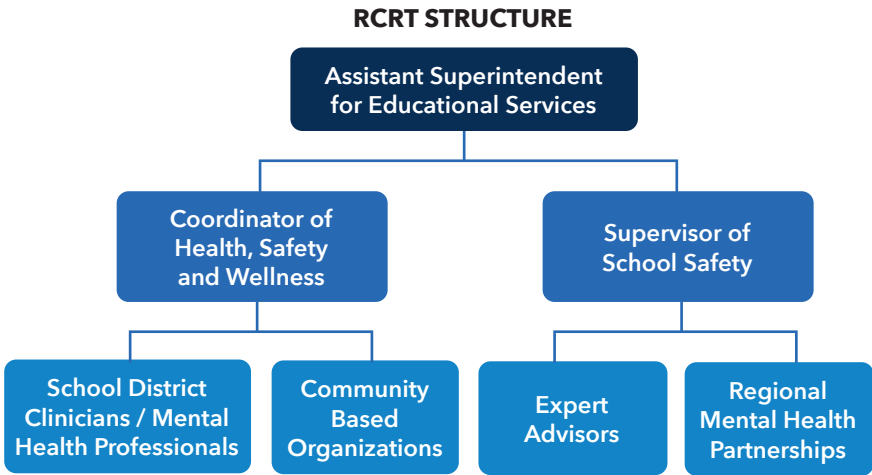 RCRT STRUCTURE
Assistant Superintendent
for Educational Services
Coordinator of
Health, Safety
and Wellness
Supervisor of
School Safety
School District
Clinicians / Mental
Health Professionals
Community
Based
Organizations
Expert
Advisors
Regional
Mental Health
Partnerships